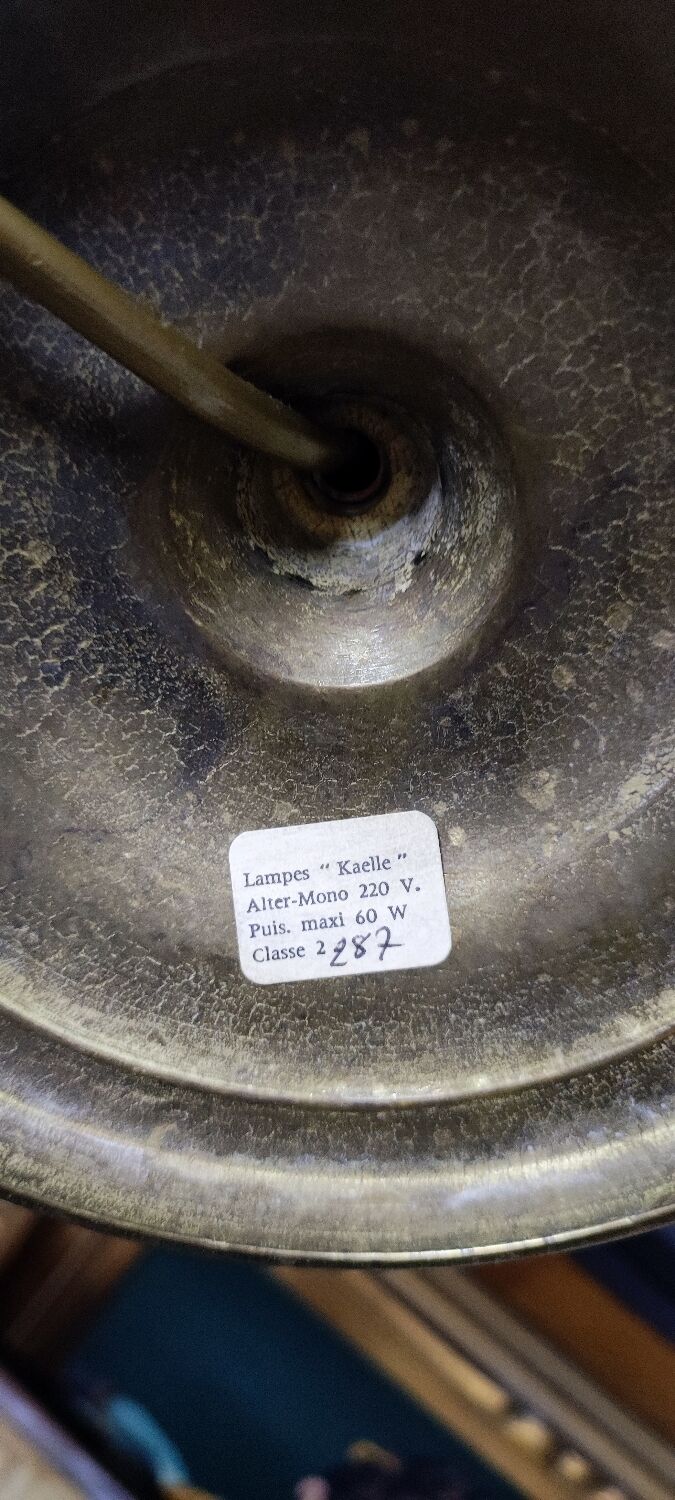 Lampes " Kaelle "
Alter-Mono 220 V.
Puis. maxi 60 W
Classe 2 287